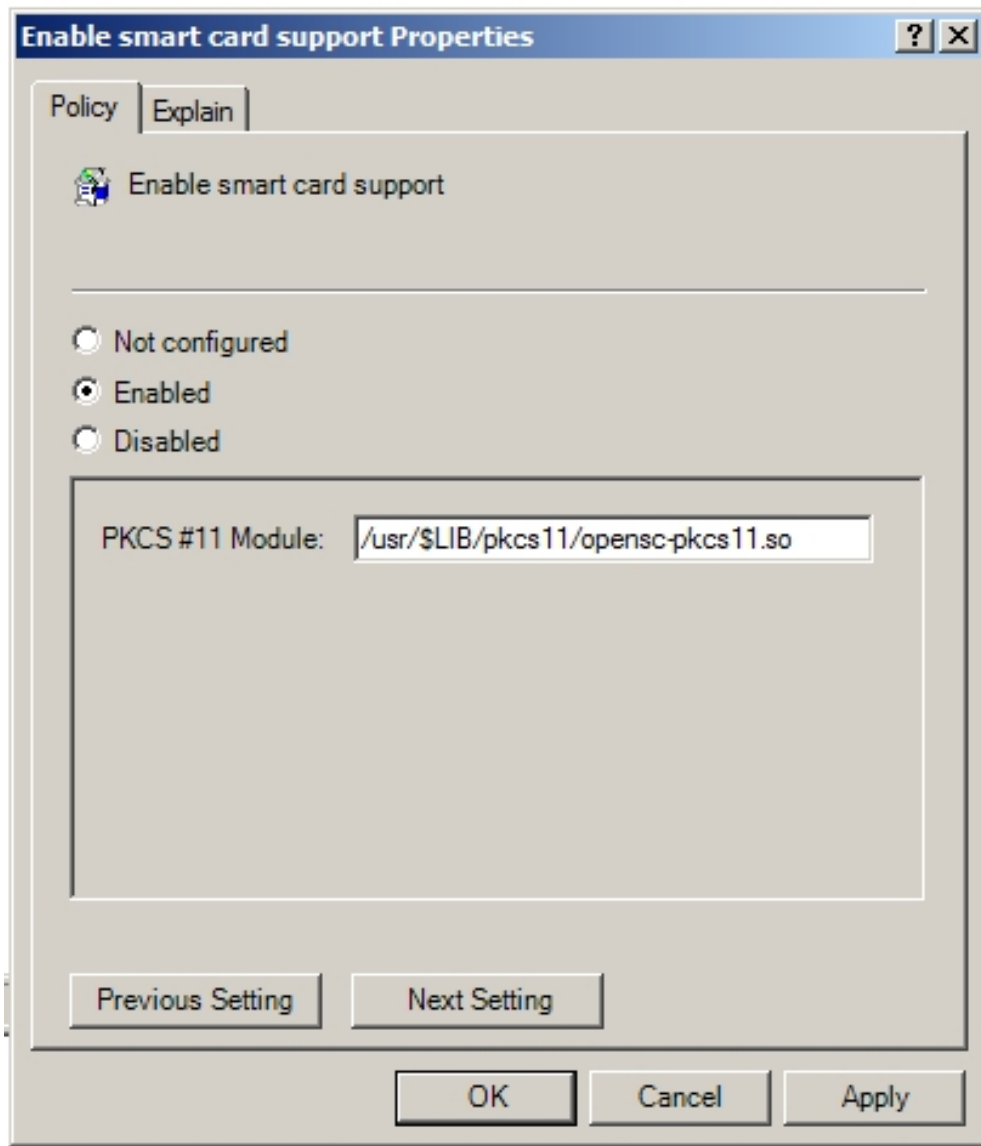 Enable smart card support Properties
Policy Explain
Enable smart card support
Not configured
Enabled
Disabled
PKCS #11 Module: /usr/$LIB/pkcs11/opensc-pkcs11.so
Previous Setting Next Setting
OK Cancel Apply